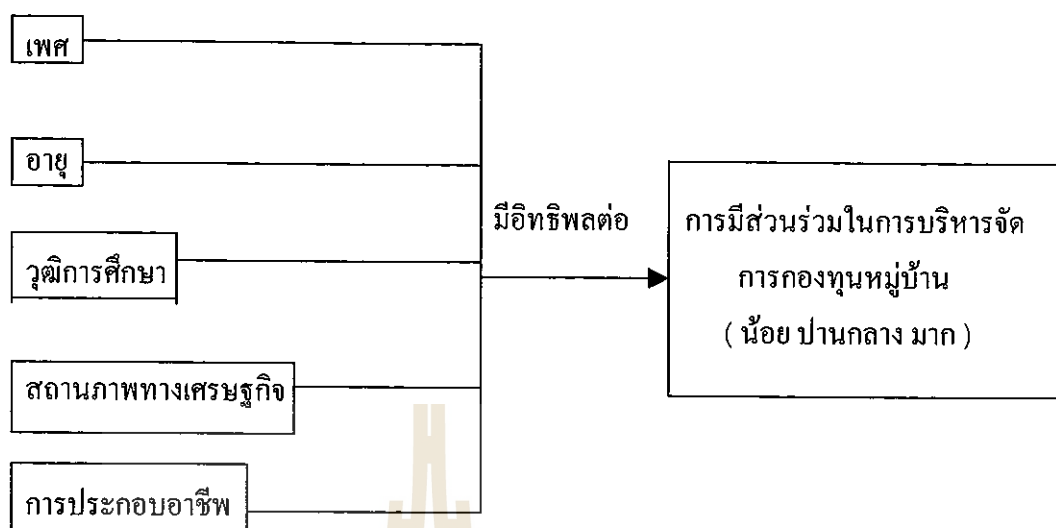 เพศ
อายุ
วุฒิการศึกษา
สถานภาพทางเศรษฐกิจ
การประกอบอาชีพ
มีอิทธิพลต่อ
การมีส่วนร่วมในการบริหารจัด
การกองทุนหมู่บ้าน
( น้อย ปานกลาง มาก )